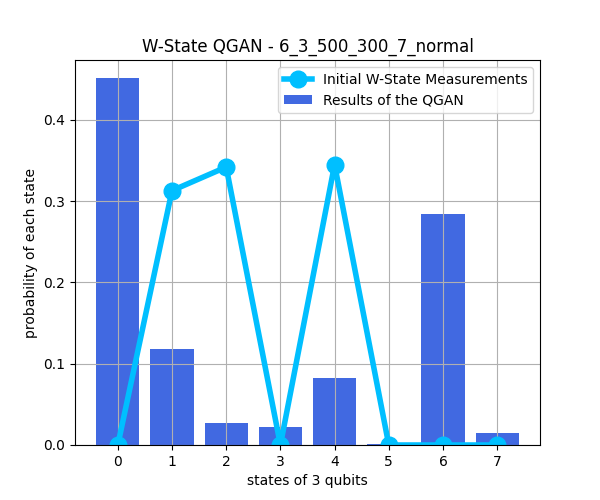 W-State QGAN - 6_3_500_300_7_normal
Initial W-State Measurements
Results of the QGAN
probability of each state
0.4
0.3
0.2
0.1
0.0
0 1 2 3 4 5 6 7
states of 3 qubits